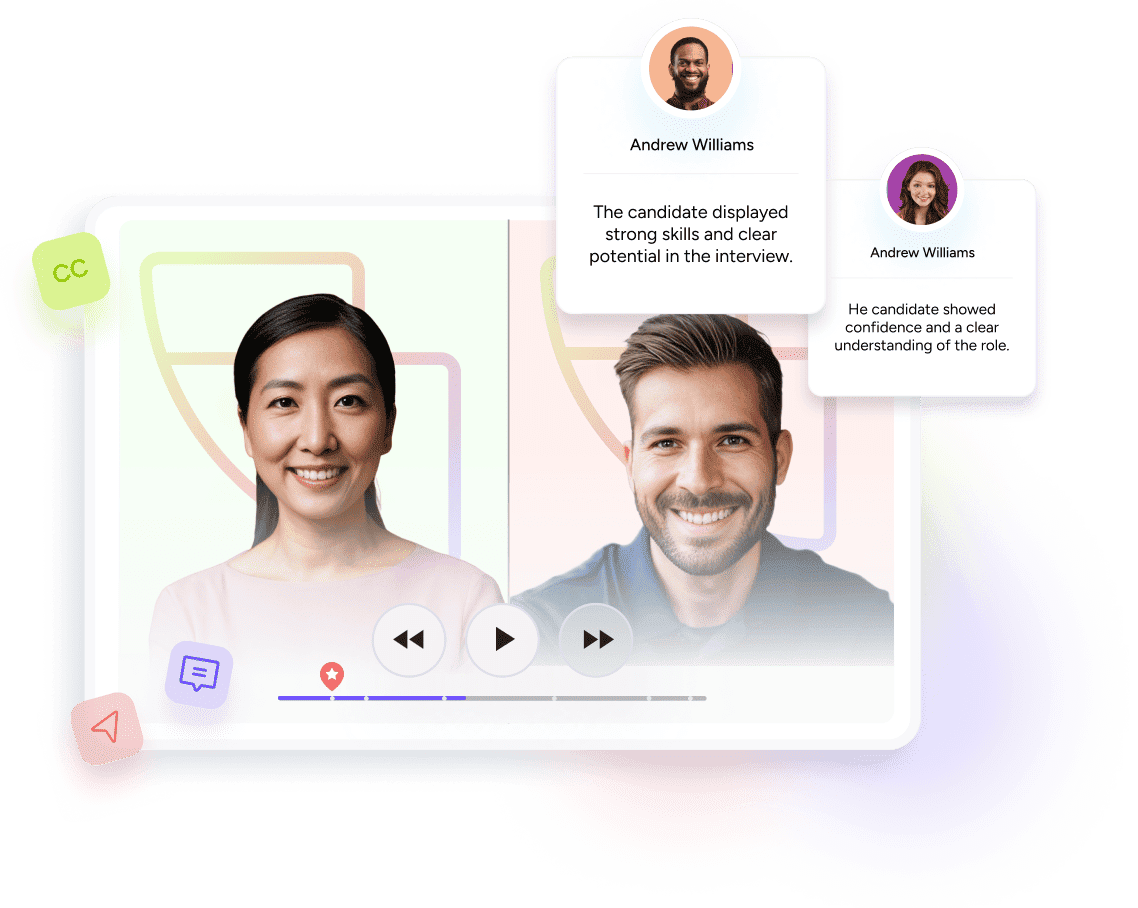 Andrew Williams
The candidate displayed
strong skills and clear
potential in the interview.
Andrew Williams
He candidate showed
confidence and a clear
understanding of the role.
CC